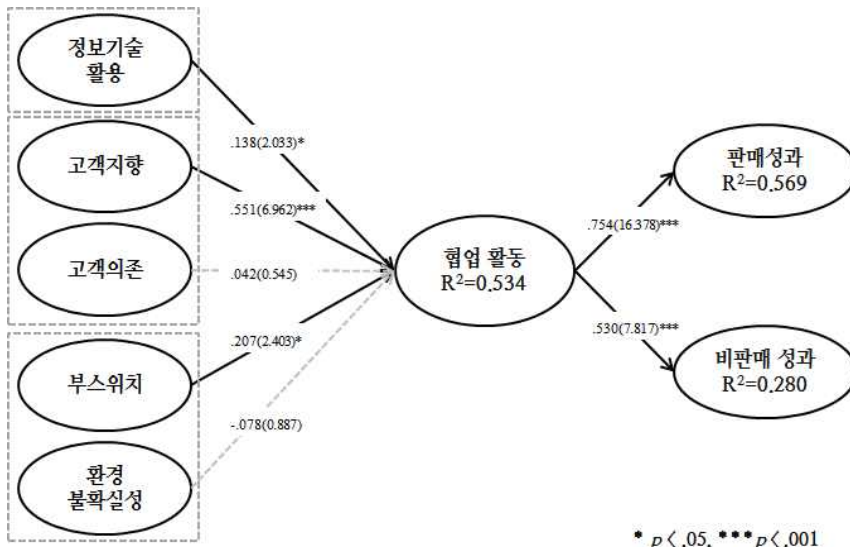 정보기술
활용
.138(2.033)*
고객지향
.551(6.962)***
고객의존
.042(0.545)
부스위치
.207(2.403)*
환경
불확실성
-.078(0.887)
협업 활동
R²=0.534
.754(16.378)***
판매성과
R²=0.569
.530(7.817)***
비판매 성과
R²=0.280
* p<.05, ***p<.001